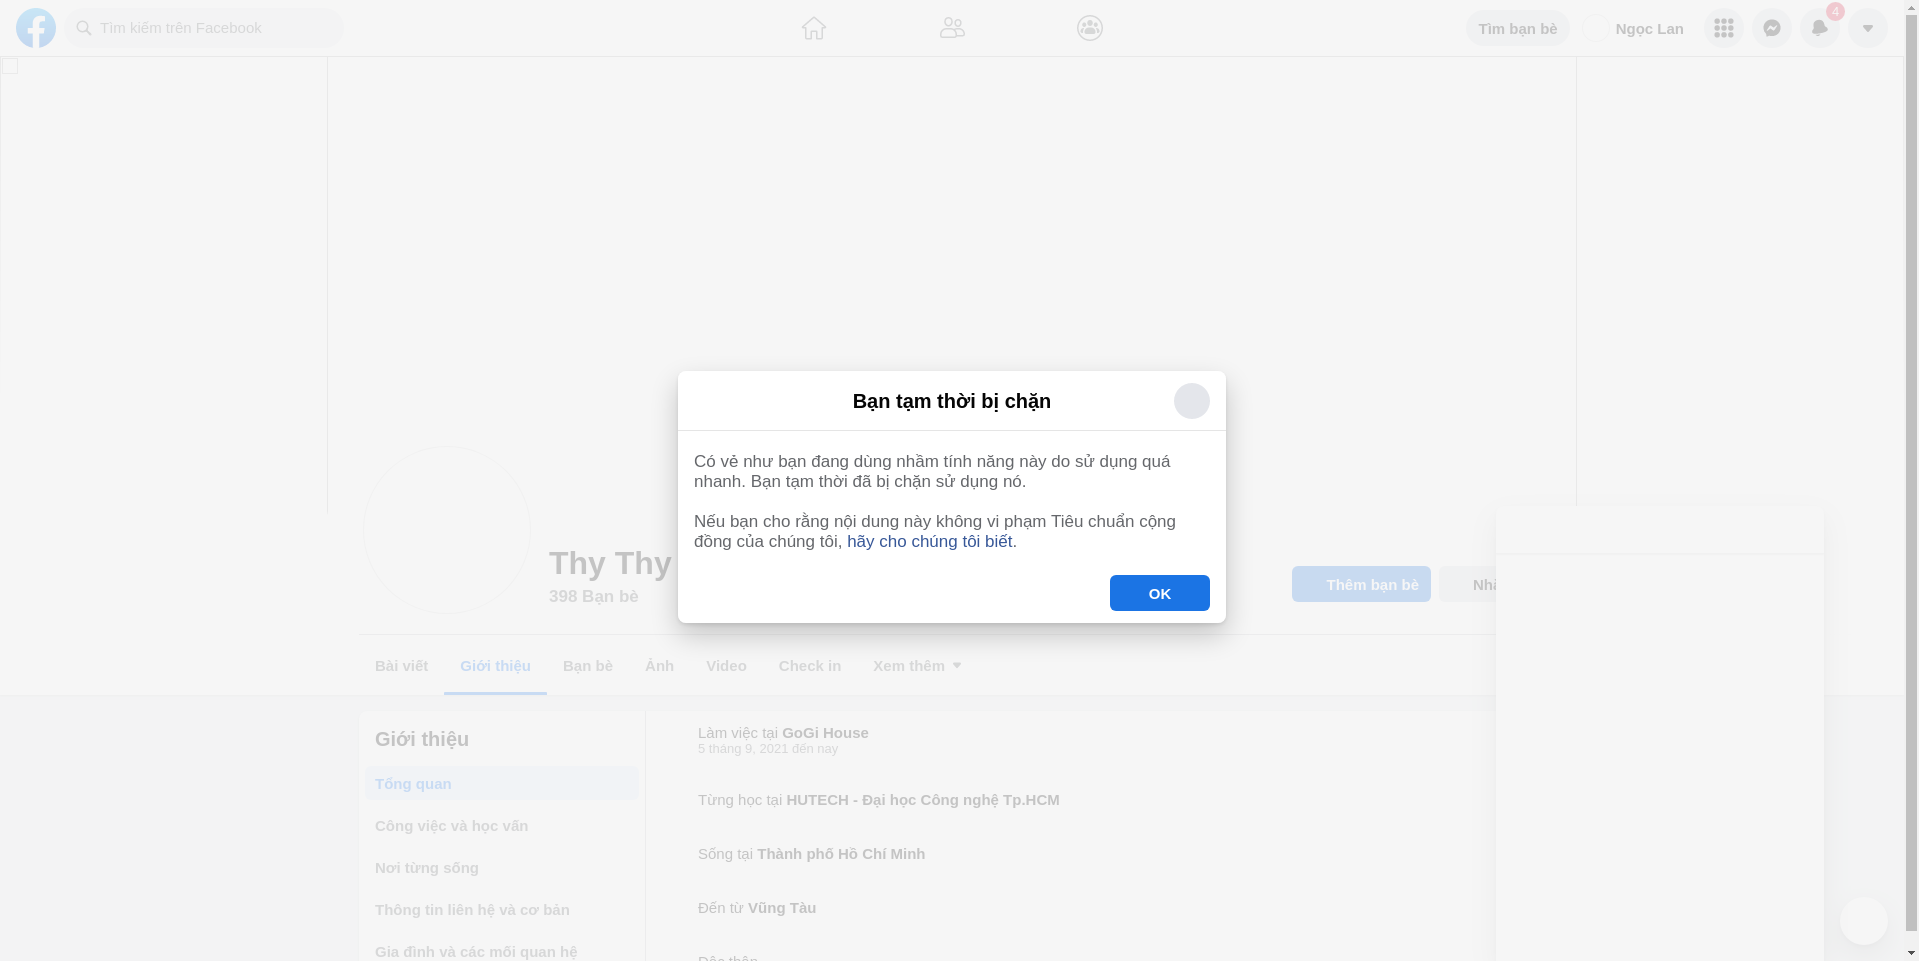 Tìm kiếm trên Facebook
Tìm bạn bè
Ngọc Lan
4
Bạn tạm thời bị chặn
Có vẻ như bạn đang dùng nhầm tính năng này do sử dụng quá
nhanh. Bạn tạm thời đã bị chặn sử dụng nó.
Nếu bạn cho rằng nội dung này không vi phạm Tiêu chuẩn cộng
đồng của chúng tôi, hãy cho chúng tôi biết.
OK
Thy Thy
398 Bạn bè
Thêm bạn bè
Bài viết
Giới thiệu
Bạn bè
Ảnh
Video
Check in
Xem thêm
Giới thiệu
Tổng quan
Công việc và học vấn
Nơi từng sống
Thông tin liên hệ và cơ bản
Gia đình và các mối quan hệ
Làm việc tại GoGi House
5 tháng 9, 2021 đến nay
Từng học tại HUTECH - Đại học Công nghệ Tp.HCM
Sống tại Thành phố Hồ Chí Minh
Đến từ Vũng Tàu
Độc thân